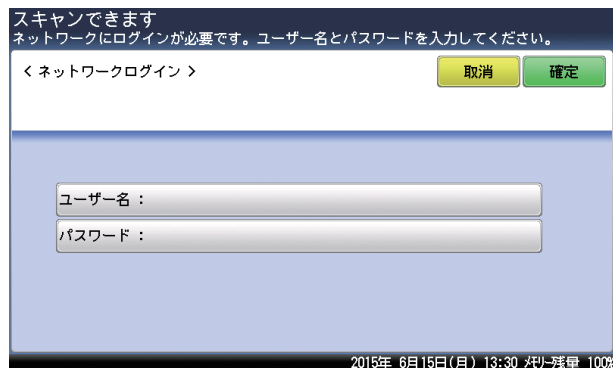 スキャンできます
ネットワークにログインが必要です。ユーザー名とパスワードを入力してください。
< ネットワークログイン >
取消 確定
ユーザー名 :
パスワード :
2015年 6月15日(月) 13:30 メモリー残量 100%